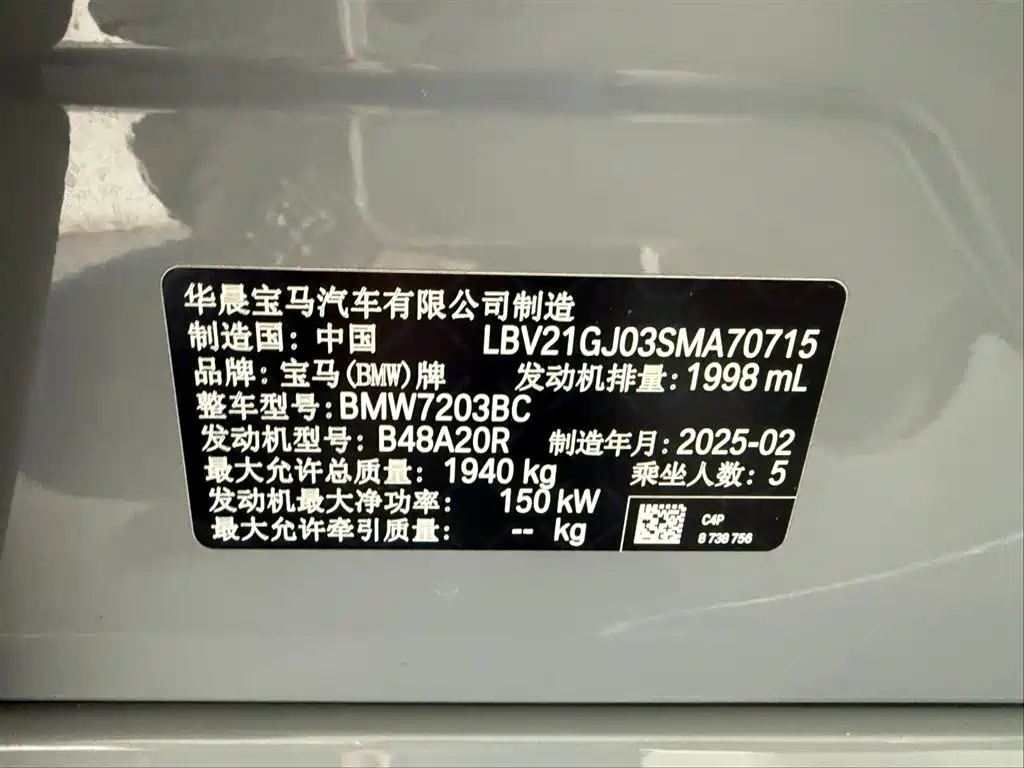 华晨宝马汽车有限公司制造
制造国：中国 LBV21GJ03SMA70715
品牌：宝马(BMW)牌 发动机排量：1998 mL
整车型号：BMW7203BC
发动机型号：B48A20R 制造年月：2025-02
最大允许总质量：1940 kg 乘坐人数：5
发动机最大净功率：150 kW
最大允许牵引质量：-- kg
C4P
8 738 756